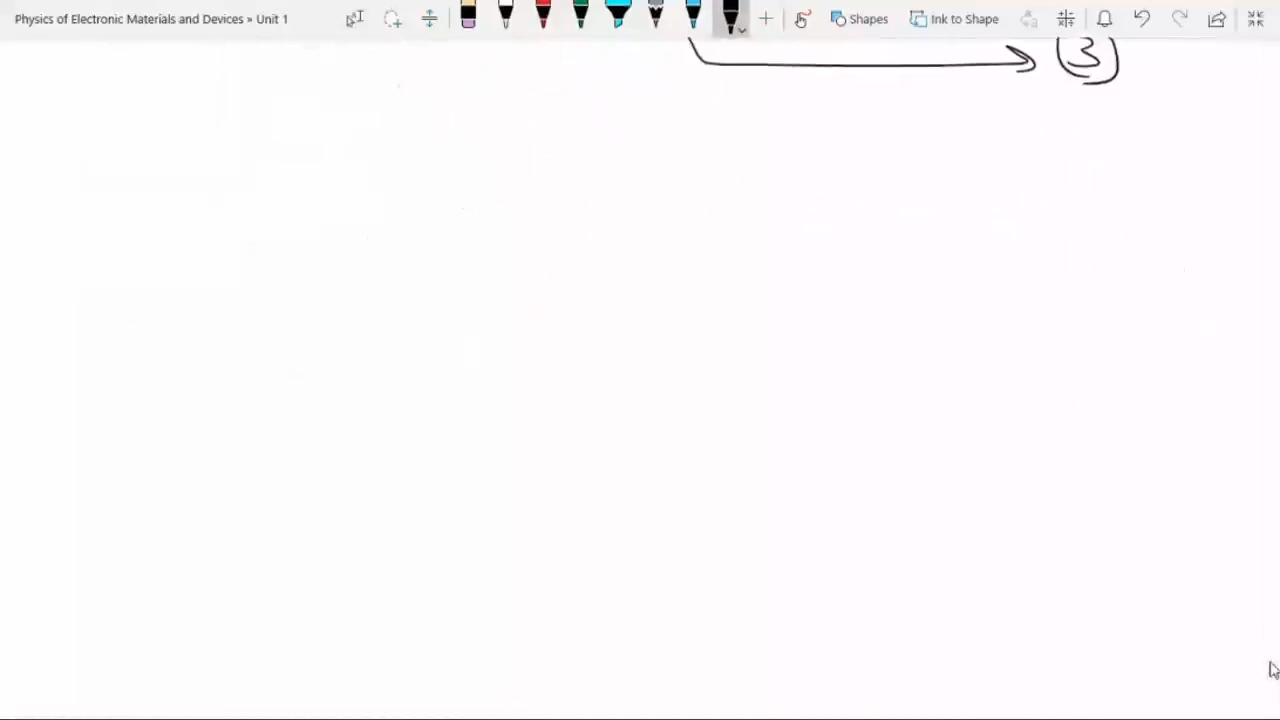 Physics of Electronic Materials and Devices » Unit 1
Shapes
Ink to Shape
3